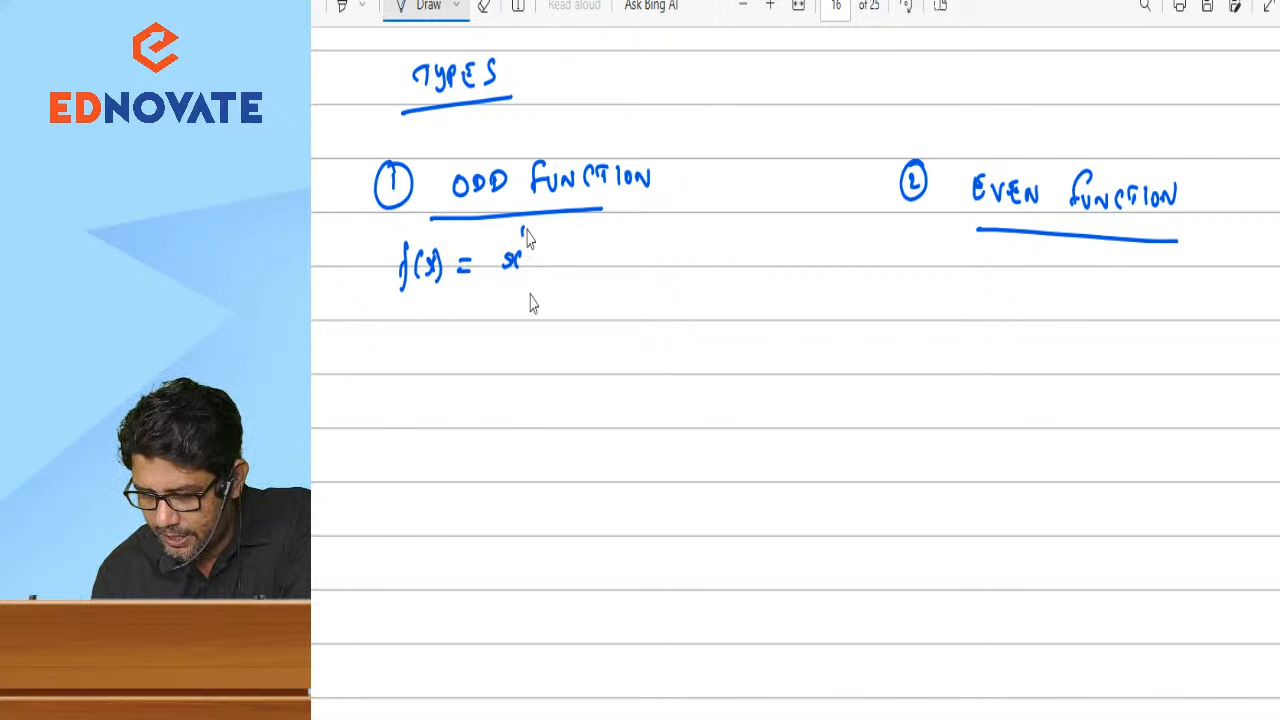 Draw
Read aloud
Ask Bing AI
16 of 25
EDNOVATE
TYPES
① ODD FUNCTION
② EVEN FUNCTION
f(x) = x